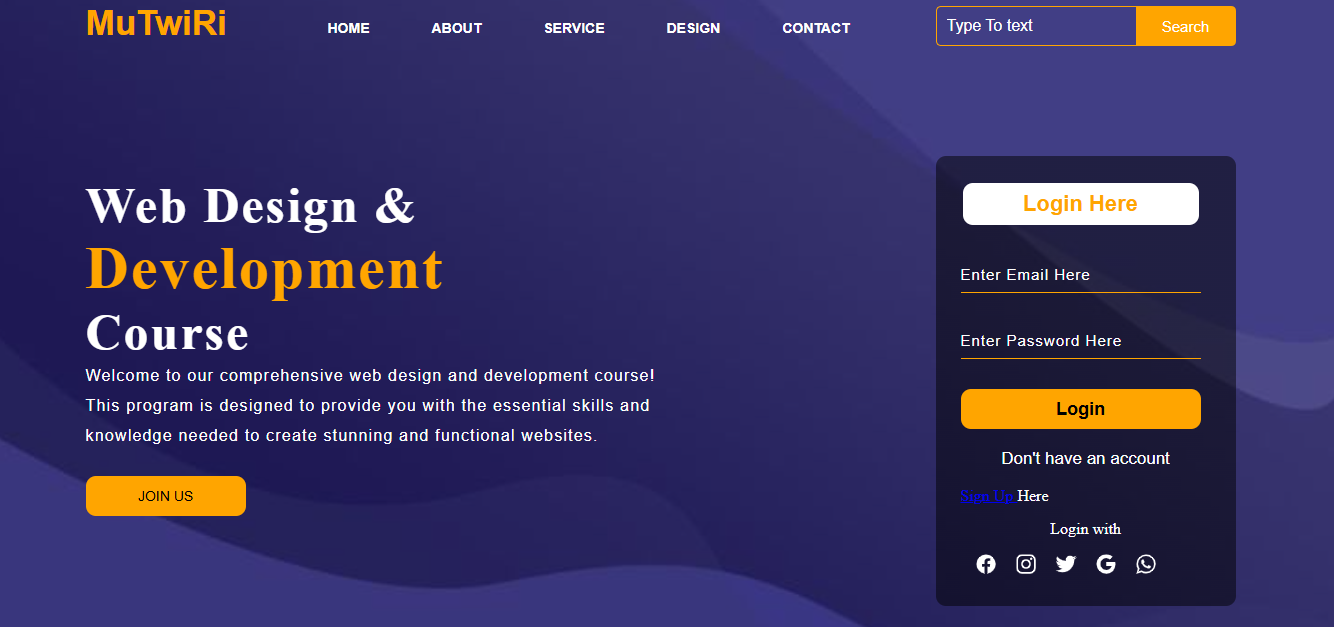 MuTwiRi
HOME ABOUT SERVICE DESIGN CONTACT
Type To text Search
Web Design &
Development
Course
Welcome to our comprehensive web design and development course!
This program is designed to provide you with the essential skills and
knowledge needed to create stunning and functional websites.
JOIN US
Login Here
Enter Email Here
Enter Password Here
Login
Don't have an account
Sign Up Here
Login with